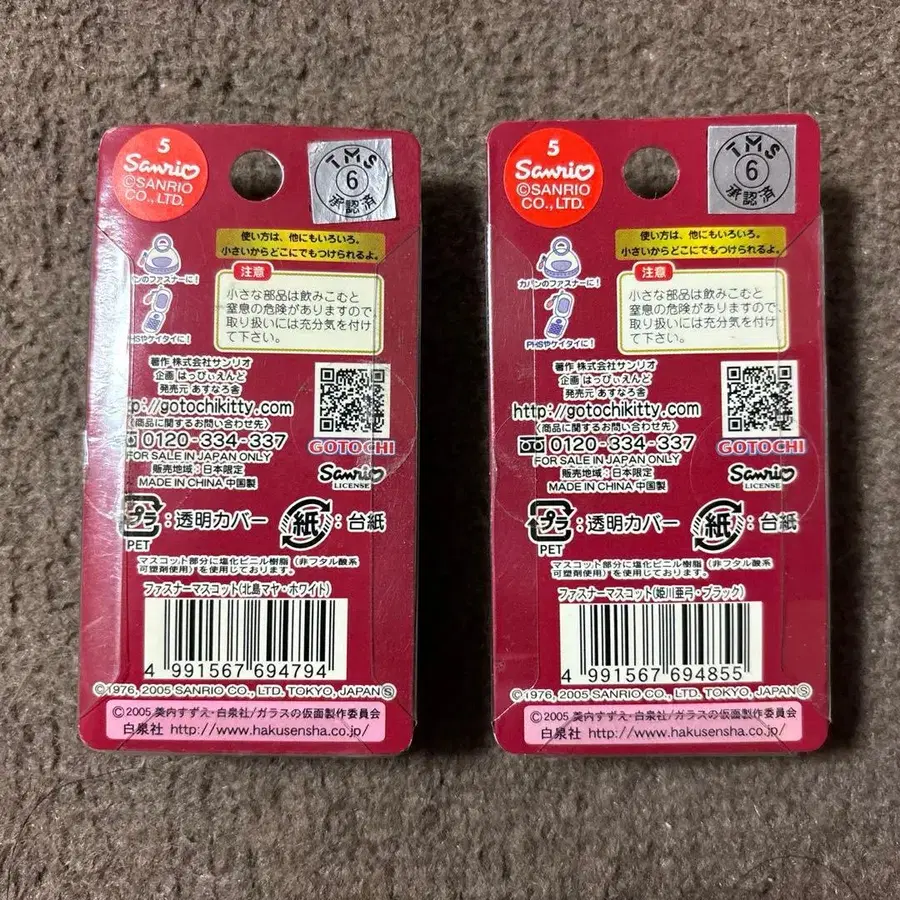 5
Sanrio
©SANRIO
CO., LTD.
TMS
6
承認済
使い方は、他にもいろいろ。
小さいからどこにでもつけられるよ。
ンのファスナーに!
注意
小さな部品は飲みこむと
窒息の危険がありますので
取り扱いには充分気を付け
て下さい。
HSやケイタイに!
著作 株式会社サンリオ
企画 はっぴぃえんど
発売元 あすなろ舎
tp://gotochikitty.com
〈商品に関するお問い合わせ先〉
0120-334-337
FOR SALE IN JAPAN ONLY
販売地域:日本限定
MADE IN CHINA 中国製
GOTOCHI
Sanrio
LICENSE
プラ:透明カバー
PET
紙:台紙
マスコット部分に塩化ビニル樹脂(非フタル酸系
可塑剤使用)を使用しております。
ファスナーマスコット(北島マヤ・ホワイト)
4 991567 694794
©1976, 2005 SANRIO CO., LTD. TOKYO, JAPAN Ⓢ
©2005 美内すずえ・白泉社/ガラスの仮面製作委員会
白泉社 http://www.hakusensha.co.jp/
5
Sanrio
©SANRIO
CO., LTD.
TMS
6
承認済
使い方は、他にもいろいろ。
小さいからどこにでもつけられるよ。
カバンのファスナーに!
注意
小さな部品は飲みこむと
窒息の危険がありますので
取り扱いには充分気を付け
て下さい。
PHSやケイタイに!
著作 株式会社サンリオ
企画 はっぴぃえんど
発売元 あすなろ舎
http://gotochikitty.com
〈商品に関するお問い合わせ先〉
0120-334-337
FOR SALE IN JAPAN ONLY
販売地域:日本限定
MADE IN CHINA 中国製
GOTOCHI
Sanrio
LICENSE
プラ:透明カバー
PET
紙:台紙
マスコット部分に塩化ビニル樹脂(非フタル酸系
可塑剤使用)を使用しております。
ファスナーマスコット(姫川亜弓・ブラック)
4 991567 694855
©1976, 2005 SANRIO CO., LTD. TOKYO, JAPAN Ⓢ
©2005 美内すずえ・白泉社/ガラスの仮面製作委員会
白泉社 http://www.hakusensha.co.jp/